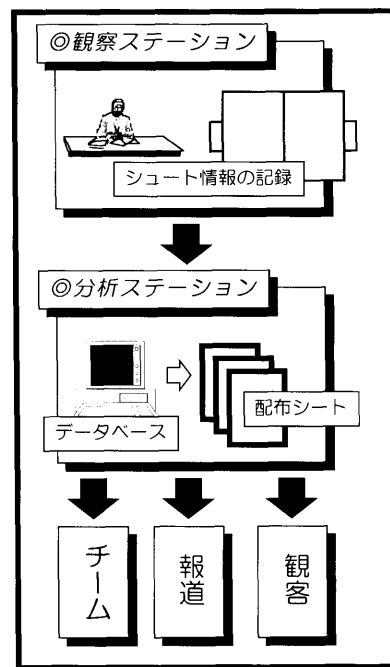 ◎観察ステーション
シュート情報の記録
◎分析ステーション
データベース
配布シート
チーム
報道
観客